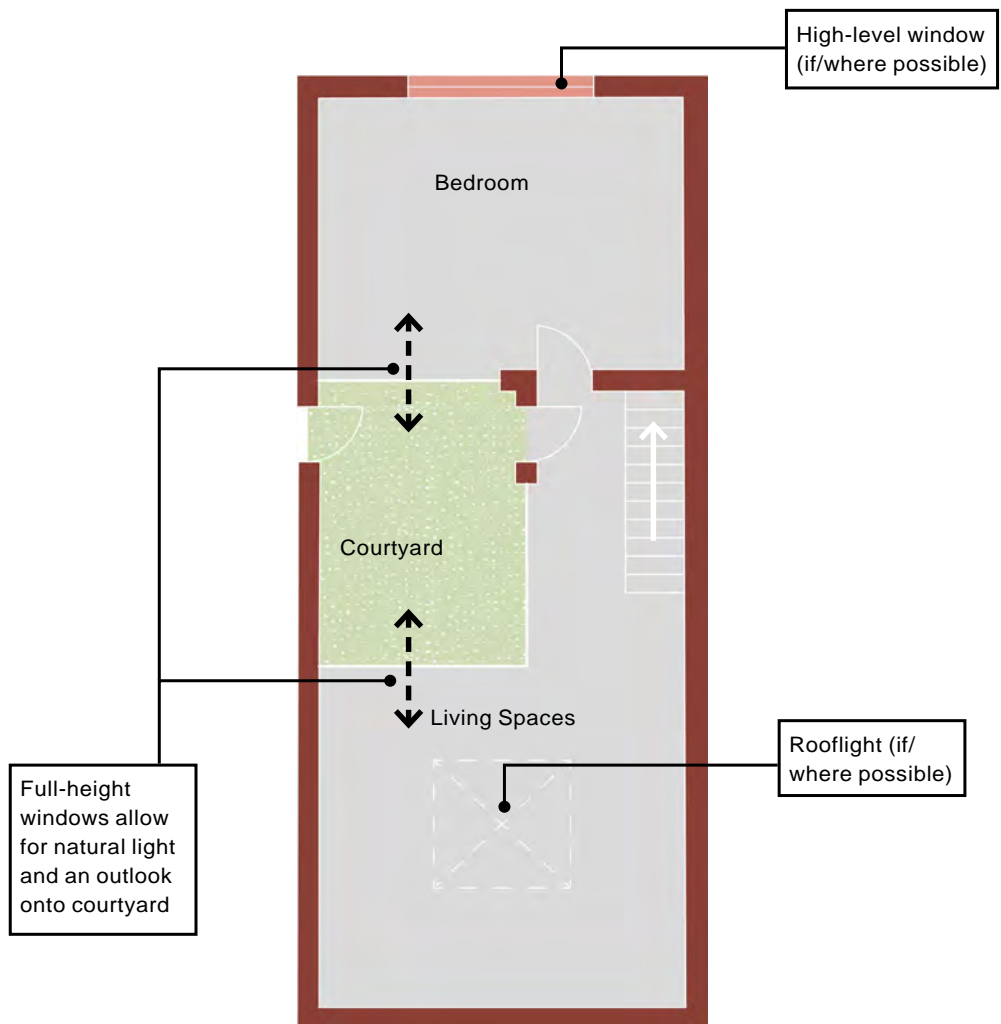 High-level window
(if/where possible)
Bedroom
Courtyard
Living Spaces
Rooflight (if/
where possible)
Full-height
windows allow
for natural light
and an outlook
onto courtyard